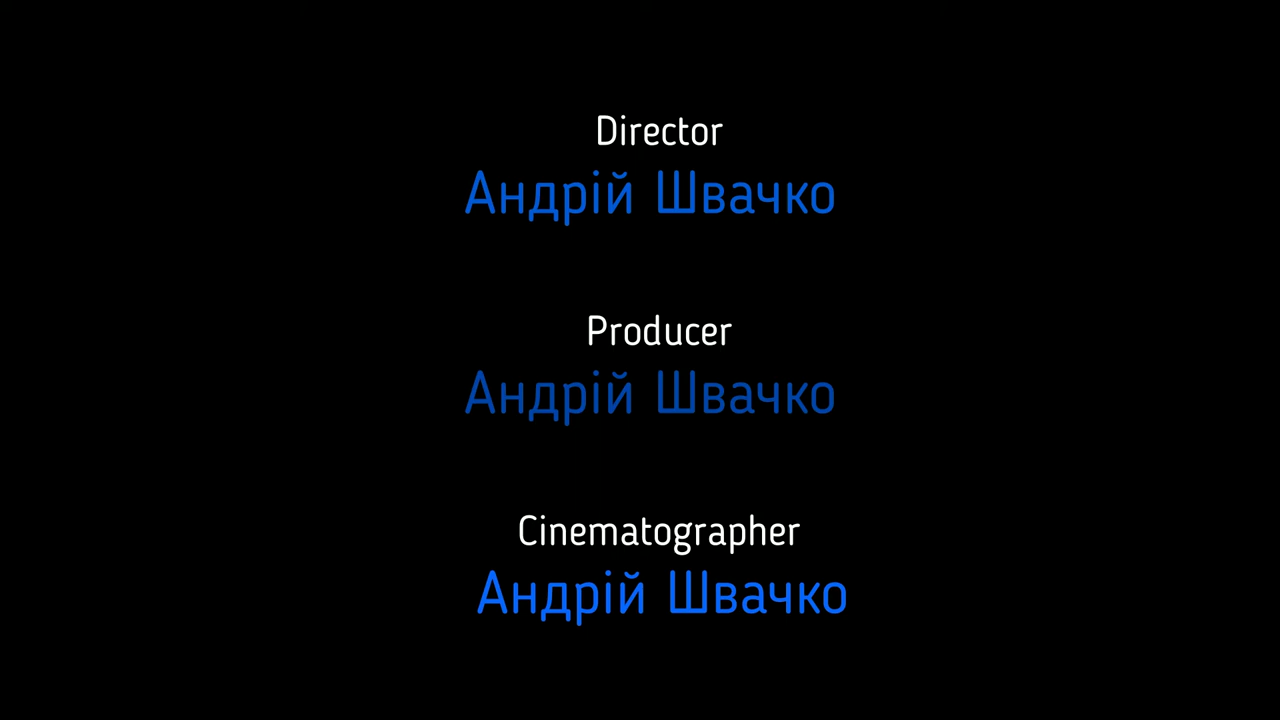 Director
Андрій Швачко
Producer
Андрій Швачко
Cinematographer
Андрій Швачко